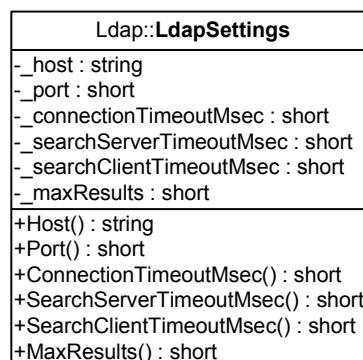 Ldap::LdapSettings
-_host : string
-_port : short
-_connectionTimeoutMsec : short
-_searchServerTimeoutMsec : short
-_searchClientTimeoutMsec : short
-_maxResults : short
+Host() : string
+Port() : short
+ConnectionTimeoutMsec() : short
+SearchServerTimeoutMsec() : short
+SearchClientTimeoutMsec() : short
+MaxResults() : short